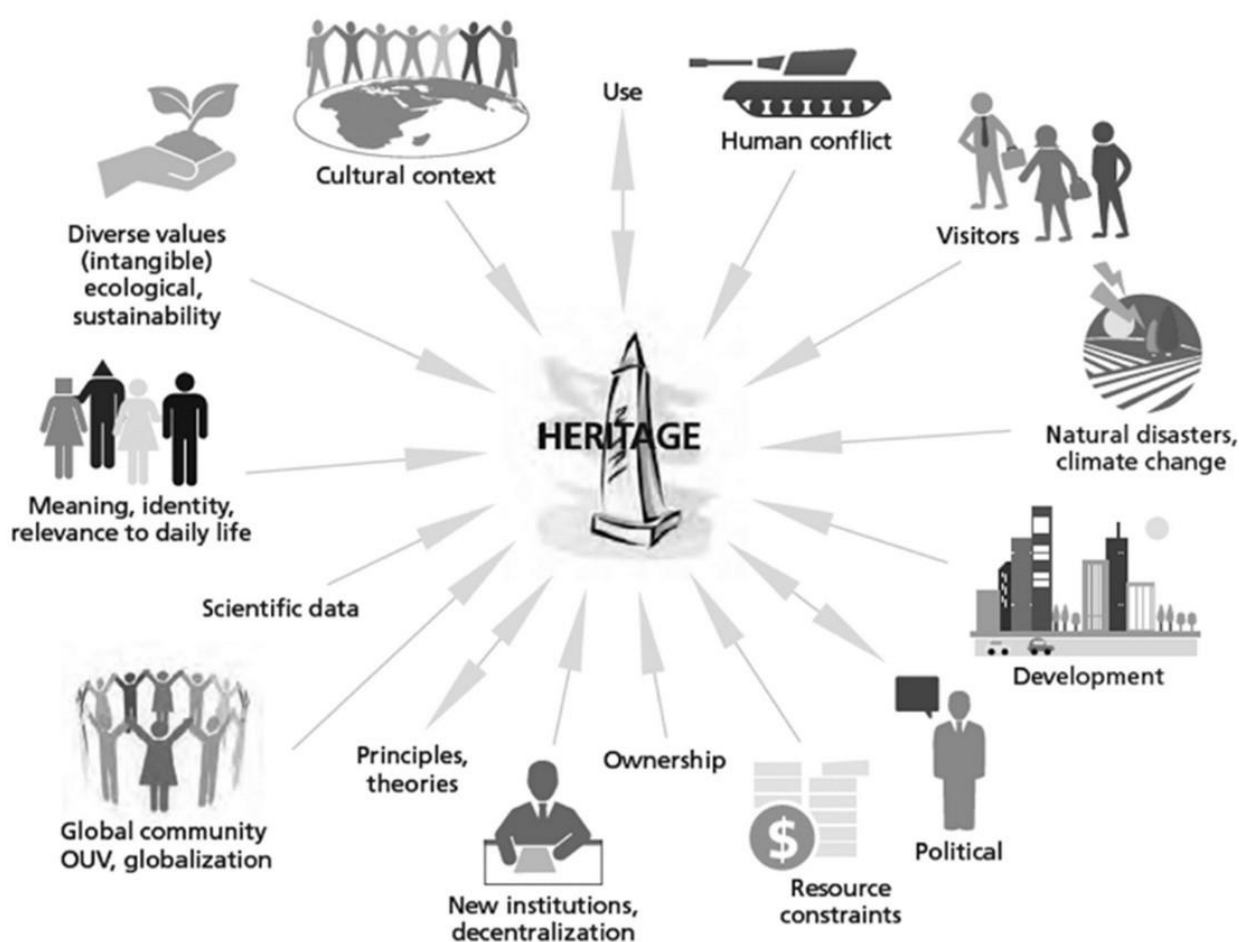 Use
Human conflict
Cultural context
Visitors
Diverse values
(intangible)
ecological,
sustainability
HERITAGE
Natural disasters,
climate change
Meaning, identity,
relevance to daily life
Scientific data
Development
Principles,
theories
Ownership
$
Global community
OUV, globalization
Political
Resource
constraints
New institutions,
decentralization